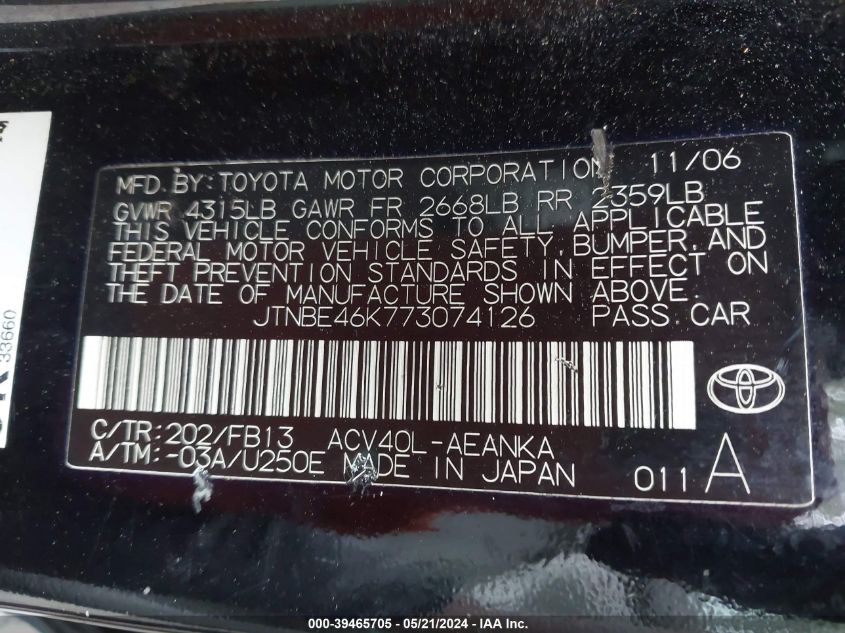 MFD. BY: TOYOTA MOTOR CORPORATION 11/06
GVWR 4315LB GAWR FR 2668LB RR 2359LB
THIS VEHICLE CONFORMS TO ALL APPLICABLE
FEDERAL MOTOR VEHICLE SAFETY, BUMPER, AND
THEFT PREVENTION STANDARDS IN EFFECT ON
THE DATE OF MANUFACTURE SHOWN ABOVE.
JTNBE46K773074126 PASS.CAR
C/TR:202/FB13 ACV40L-AEANKA
A/TM:-03A/U250E MADE IN JAPAN
011A
33660
000-39465705 - 05/21/2024 - IAA Inc.